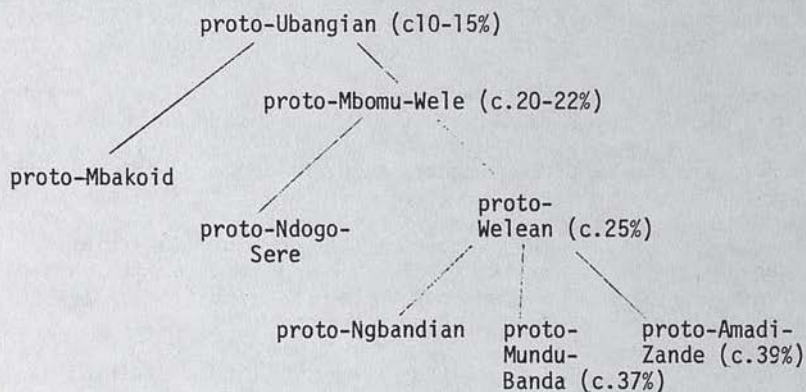 proto-Ubangian (c10-15%)
proto-Mbomu-Wele (c.20-22%)
proto-Mbakoid
proto-Ndogo-
Sere
proto-
Welean (c.25%)
proto-Ngbandian
proto-
Mundu-
Banda (c.37%)
proto-Amadi-
Zande (c.39%)